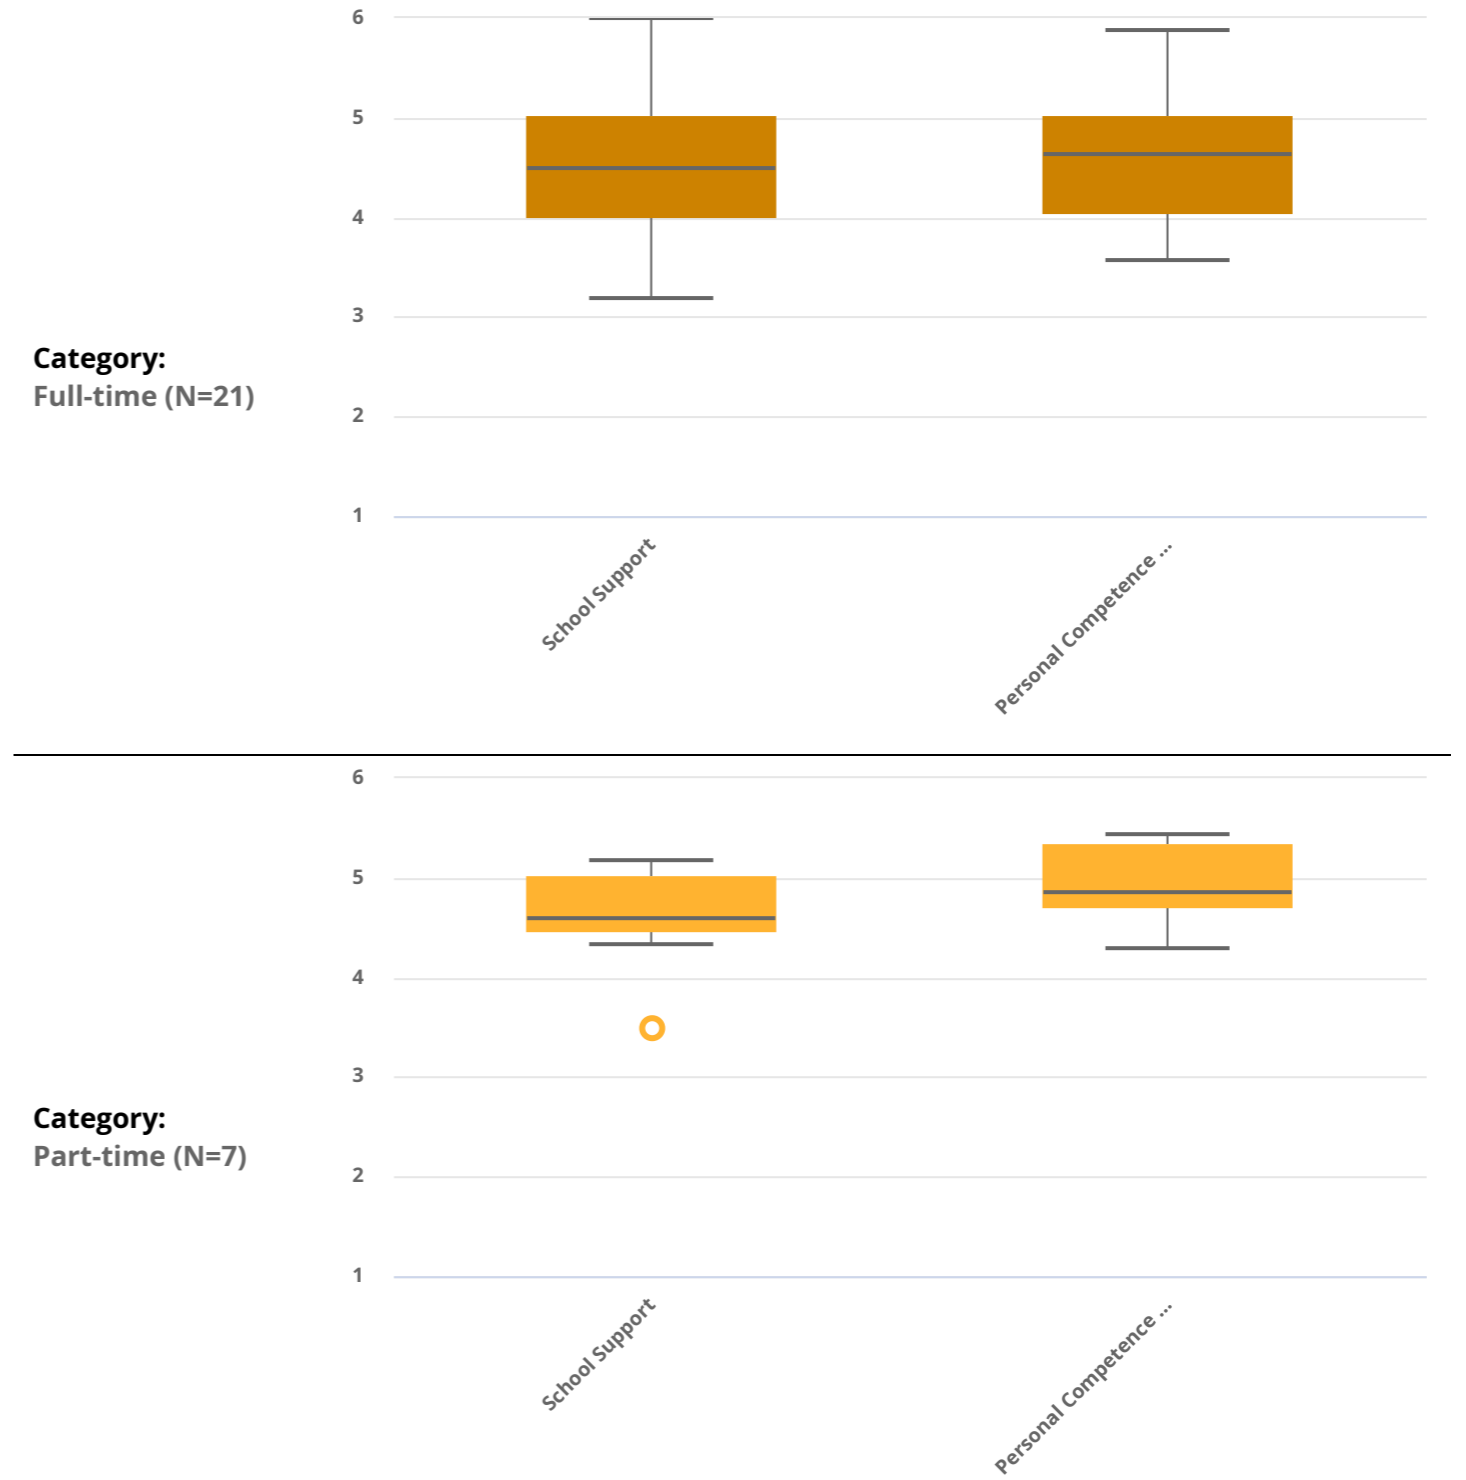 6
5
4
3
2
1
Category:
Full-time (N=21)
School Support
Personal Competence ...
6
5
4
3
2
1
Category:
Part-time (N=7)
School Support
Personal Competence ...